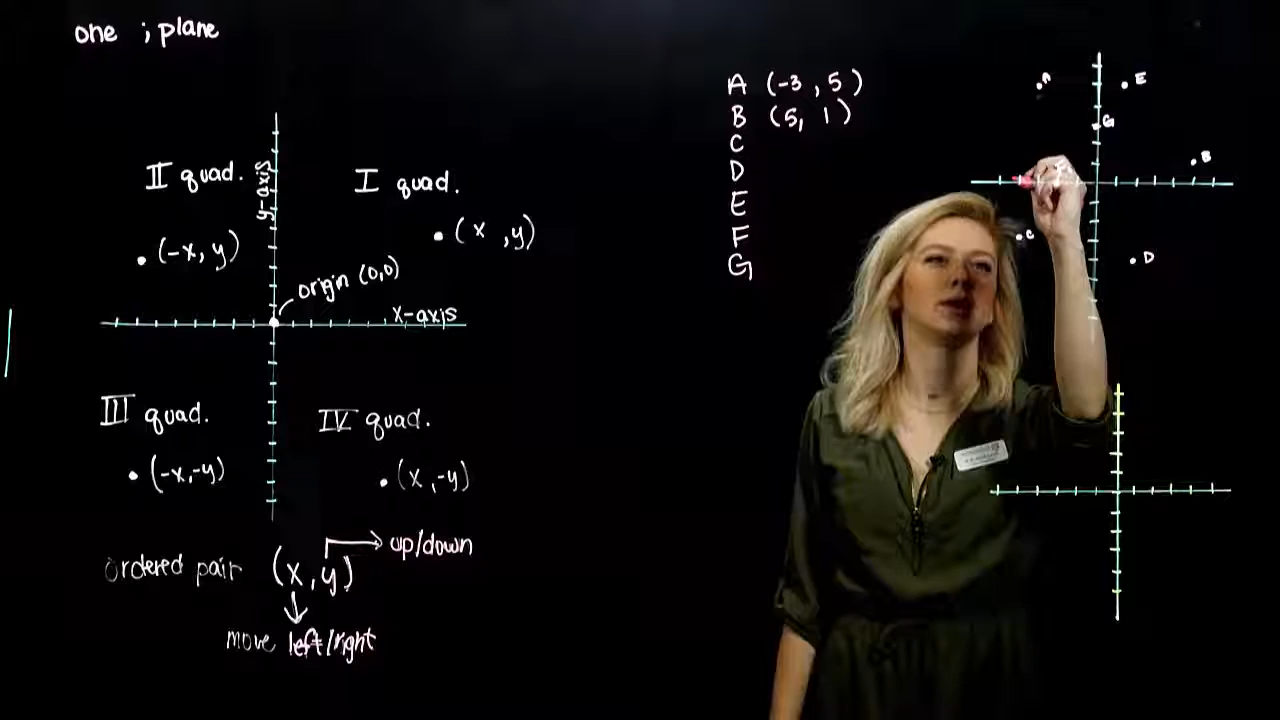 one ; plane
II quad.
y-axis
I quad.
(-x, y)
(x , y)
origin (0,0)
x-axis
III quad.
IV quad.
(-x,-y)
(x ,-y)
ordered pair (x, y)
up/down
move left/right
A (-3 , 5)
B (5, 1)
C
D
E
F
G
A
E
G
B
F
C
D